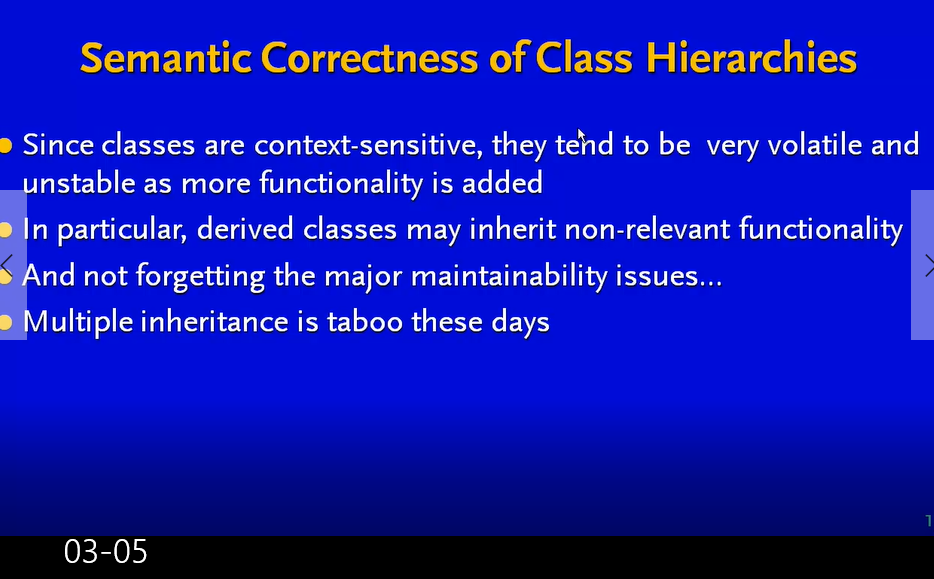 Semantic Correctness of Class Hierarchies
Since classes are context-sensitive, they tend to be very volatile and
unstable as more functionality is added
In particular, derived classes may inherit non-relevant functionality
And not forgetting the major maintainability issues...
Multiple inheritance is taboo these days
03-05